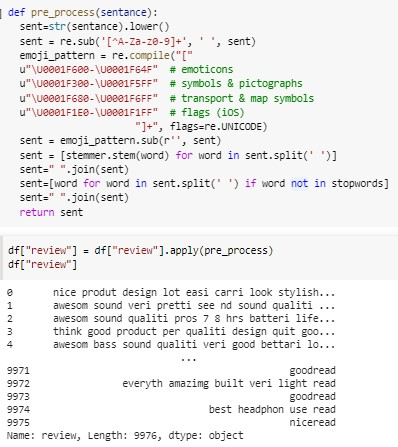 def pre_process(sentance):
sent=str(sentance).lower()
sent = re.sub('[^A-Za-z0-9]+', ' ', sent)
emoji_pattern = re.compile("["
u"\U0001F600-\U0001F64F" # emoticons
u"\U0001F300-\U0001F5FF" # symbols & pictographs
u"\U0001F680-\U0001F6FF" # transport & map symbols
u"\U0001F1E0-\U0001F1FF" # flags (iOS)
"]+", flags=re.UNICODE)
sent = emoji_pattern.sub(r'', sent)
sent = [stemmer.stem(word) for word in sent.split(' ')]
sent=" ".join(sent)
sent=[word for word in sent.split(' ') if word not in stopwords]
sent=" ".join(sent)
return sent
df["review"] = df["review"].apply(pre_process)
df["review"]
0 nice produt design lot easi carri look stylish...
1 awesom sound veri pretti see nd sound qualiti ...
2 awesom sound qualiti pros 7 8 hrs batteri life...
3 think good product per qualiti design quit goo...
4 awesom bass sound qualiti veri good bettari lo...
...
9971 goodread
9972 everyth amazimg built veri light read
9973 goodread
9974 best headphon use read
9975 niceread
Name: review, Length: 9976, dtype: object